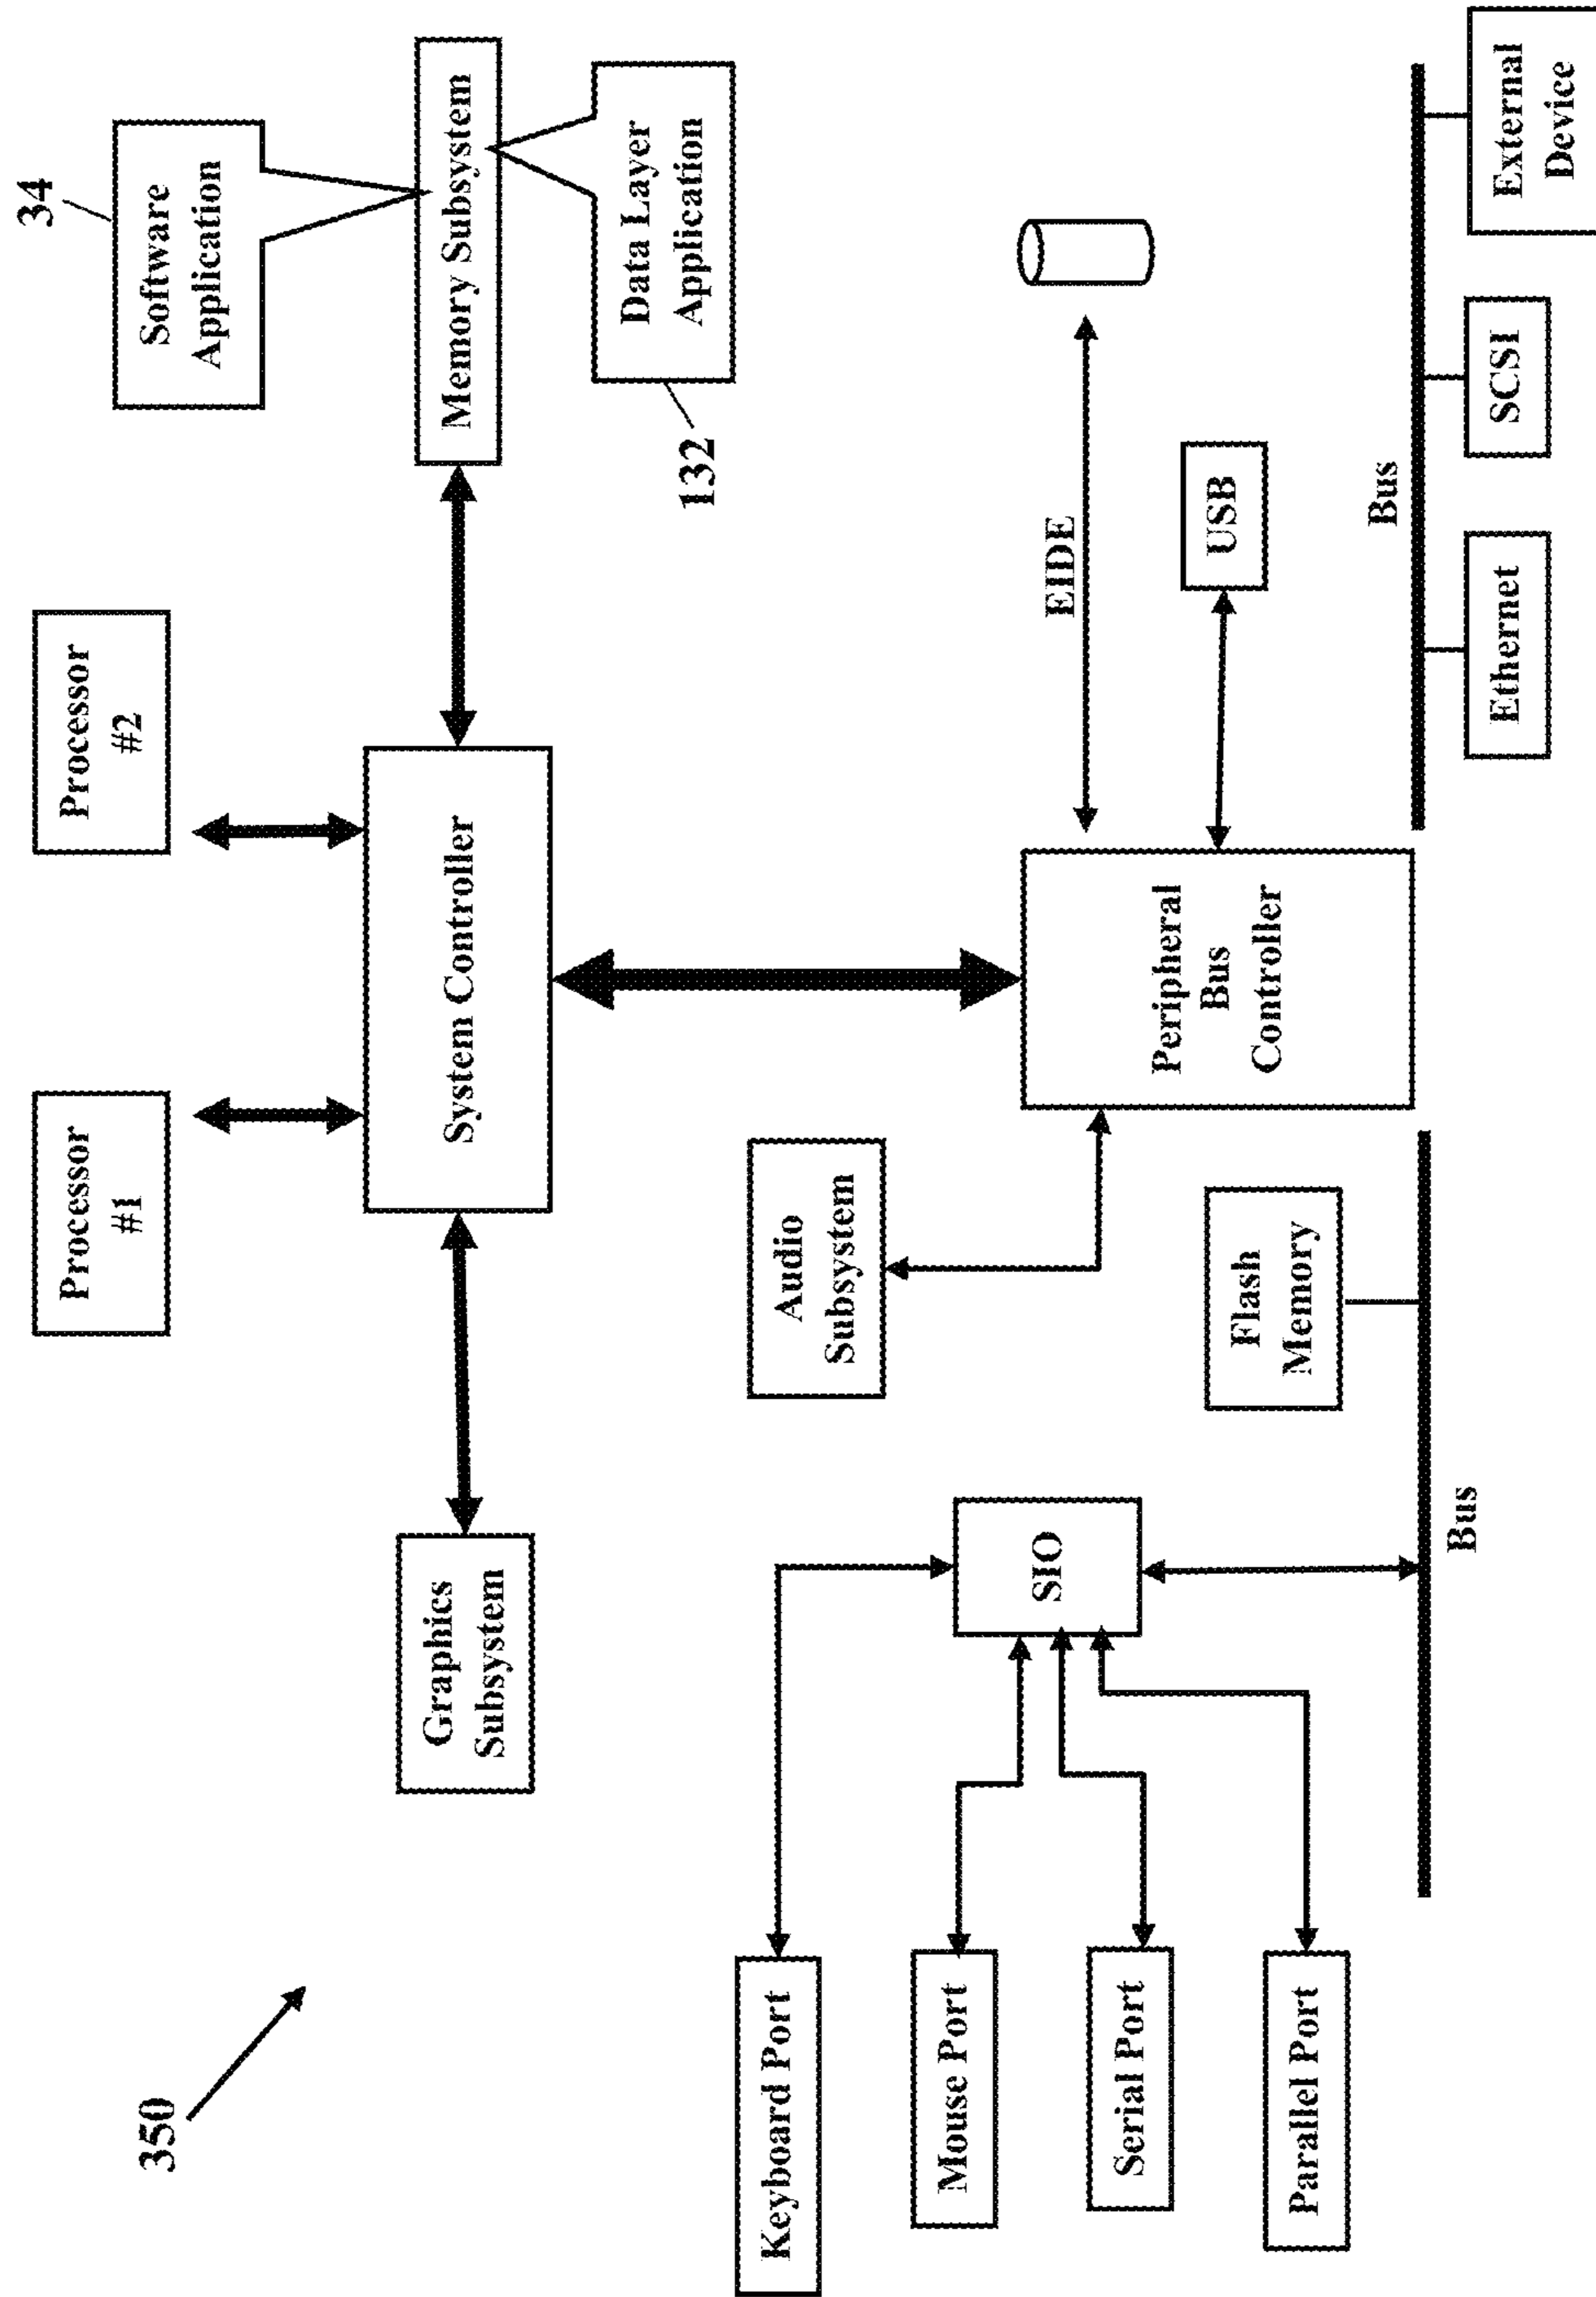 350
34
Processor
#1
Processor
#2
Software
Application
Graphics
Subsystem
System Controller
Memory Subsystem
Data Layer
Application
132
Keyboard Port
Mouse Port
Serial Port
Parallel Port
SIO
Audio
Subsystem
Flash
Memory
Peripheral
Bus
Controller
EIDE
USB
Bus
Bus
Ethernet
SCSI
External
Device